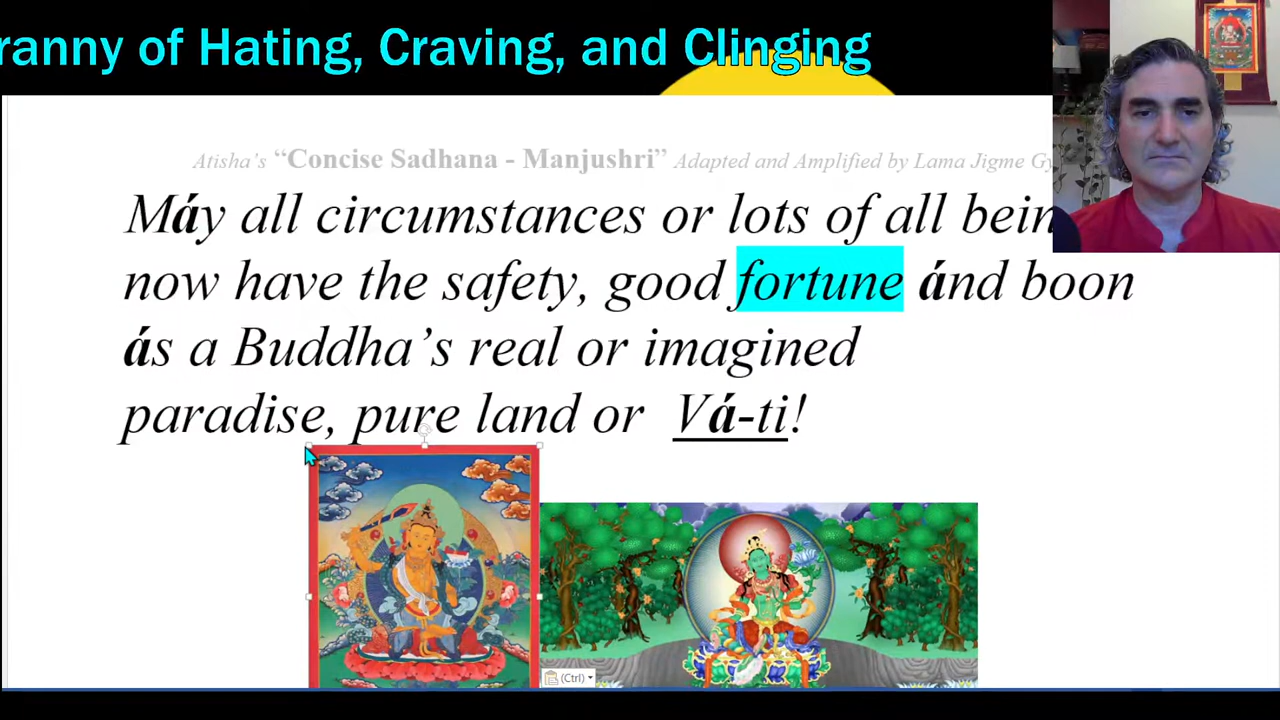 ranny of Hating, Craving, and Clinging
Atisha's “Concise Sadhana - Manjushri” Adapted and Amplified by Lama Jigme Gy
Máy all circumstances or lots of all bein
now have the safety, good fortune ánd boon
ás a Buddha’s real or imagined
paradise, pure land or Vá-ti!
(Ctrl)